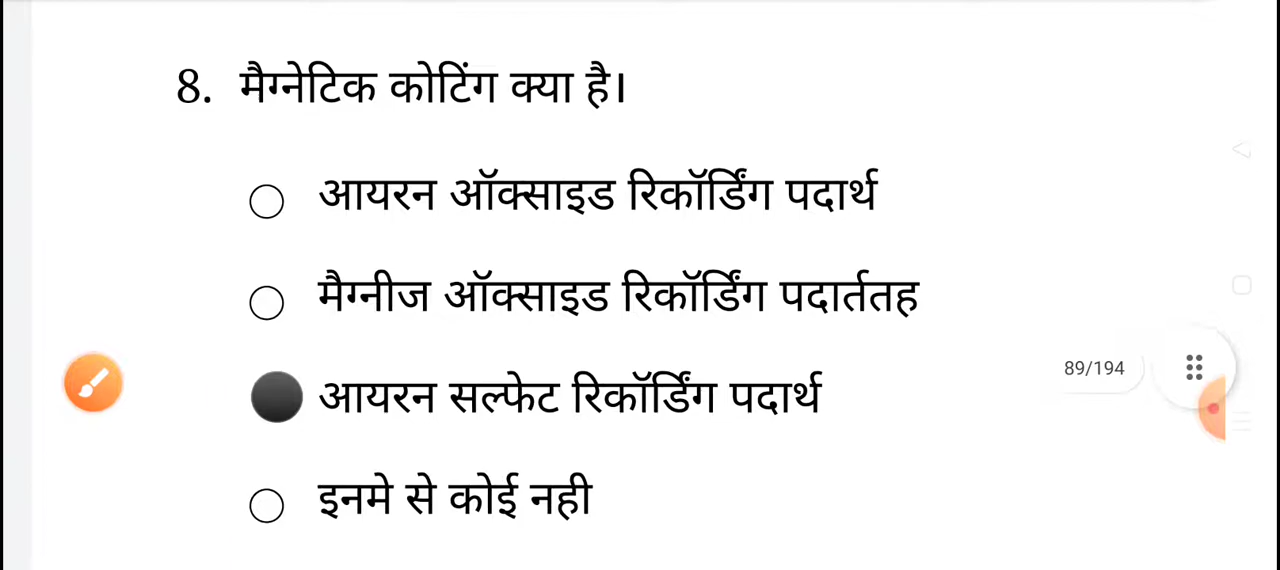 8. मैग्नेटिक कोटिंग क्या है।
आयरन ऑक्साइड रिकॉर्डिंग पदार्थ
मैग्नीज ऑक्साइड रिकॉर्डिंग पदार्ततह
89/194
आयरन सल्फेट रिकॉर्डिंग पदार्थ
इनमे से कोई नही